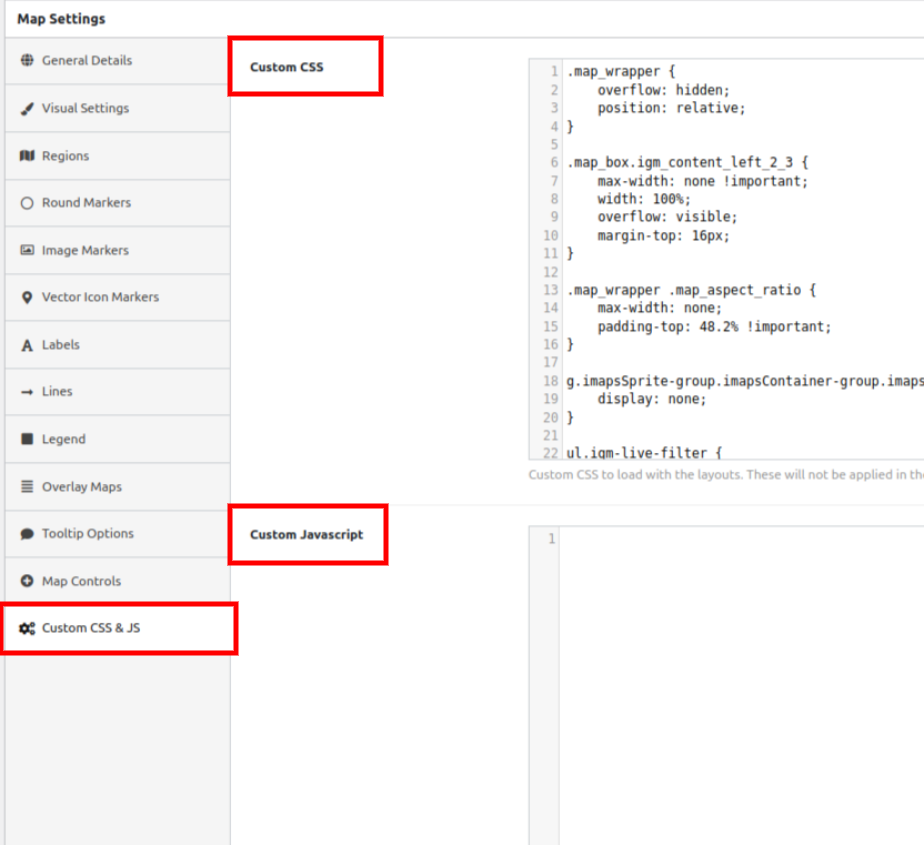 Map Settings
General Details
Visual Settings
Regions
Round Markers
Image Markers
Vector Icon Markers
Labels
Lines
Legend
Overlay Maps
Tooltip Options
Map Controls
Custom CSS & JS
Custom CSS
1 .map_wrapper {
2 overflow: hidden;
3 position: relative;
4 }
5
6 .map_box.igm_content_left_2_3 {
7 max-width: none !important;
8 width: 100%;
9 overflow: visible;
10 margin-top: 16px;
11 }
12
13 .map_wrapper .map_aspect_ratio {
14 max-width: none;
15 padding-top: 48.2% !important;
16 }
17
18 g.imapsSprite-group.imapsContainer-group.imaps
19 display: none;
20 }
21
22 ul.igm-live-filter {
Custom CSS to load with the layouts. These will not be applied in the
Custom Javascript
1